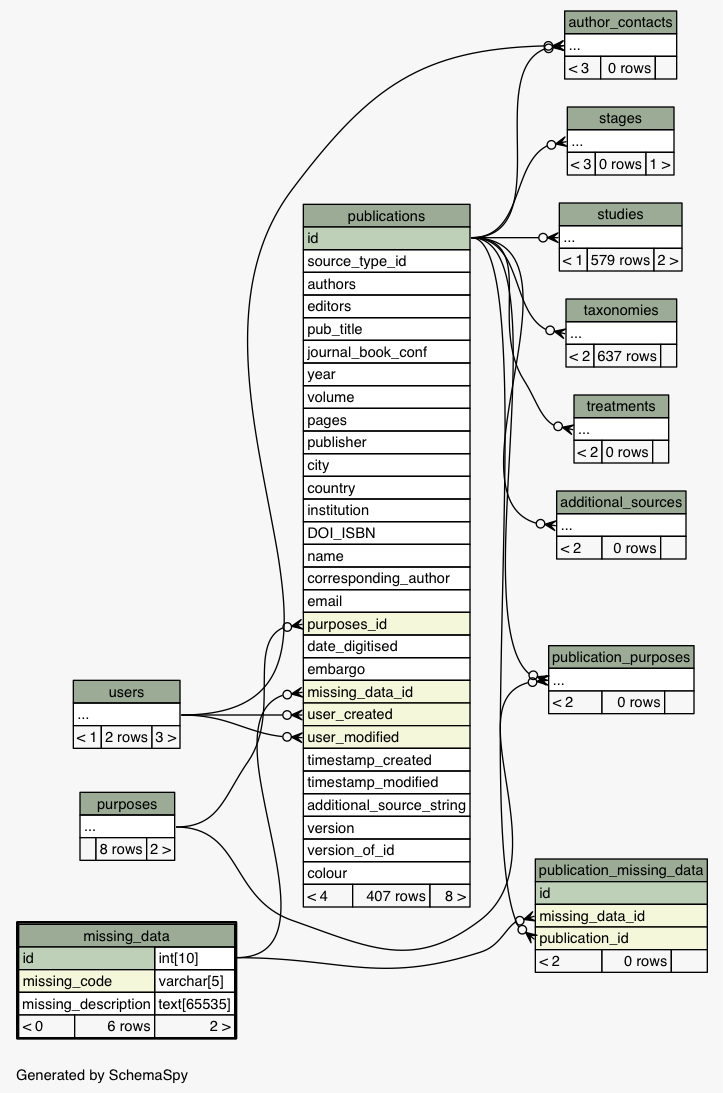 author_contacts
...
< 3 0 rows
stages
...
< 3 0 rows 1 >
studies
...
< 1 579 rows 2 >
taxonomies
...
< 2 637 rows
treatments
...
< 2 0 rows
additional_sources
...
< 2 0 rows
publication_purposes
...
< 2 0 rows
publication_missing_data
id
missing_data_id
publication_id
< 2 0 rows
publications
id
source_type_id
authors
editors
pub_title
journal_book_conf
year
volume
pages
publisher
city
country
institution
DOI_ISBN
name
corresponding_author
email
purposes_id
date_digitised
embargo
missing_data_id
user_created
user_modified
timestamp_created
timestamp_modified
additional_source_string
version
version_of_id
colour
< 4 407 rows 8 >
users
...
< 1 2 rows 3 >
purposes
...
8 rows 2 >
missing_data
id int[10]
missing_code varchar[5]
missing_description text[65535]
< 0 6 rows 2 >
Generated by SchemaSpy